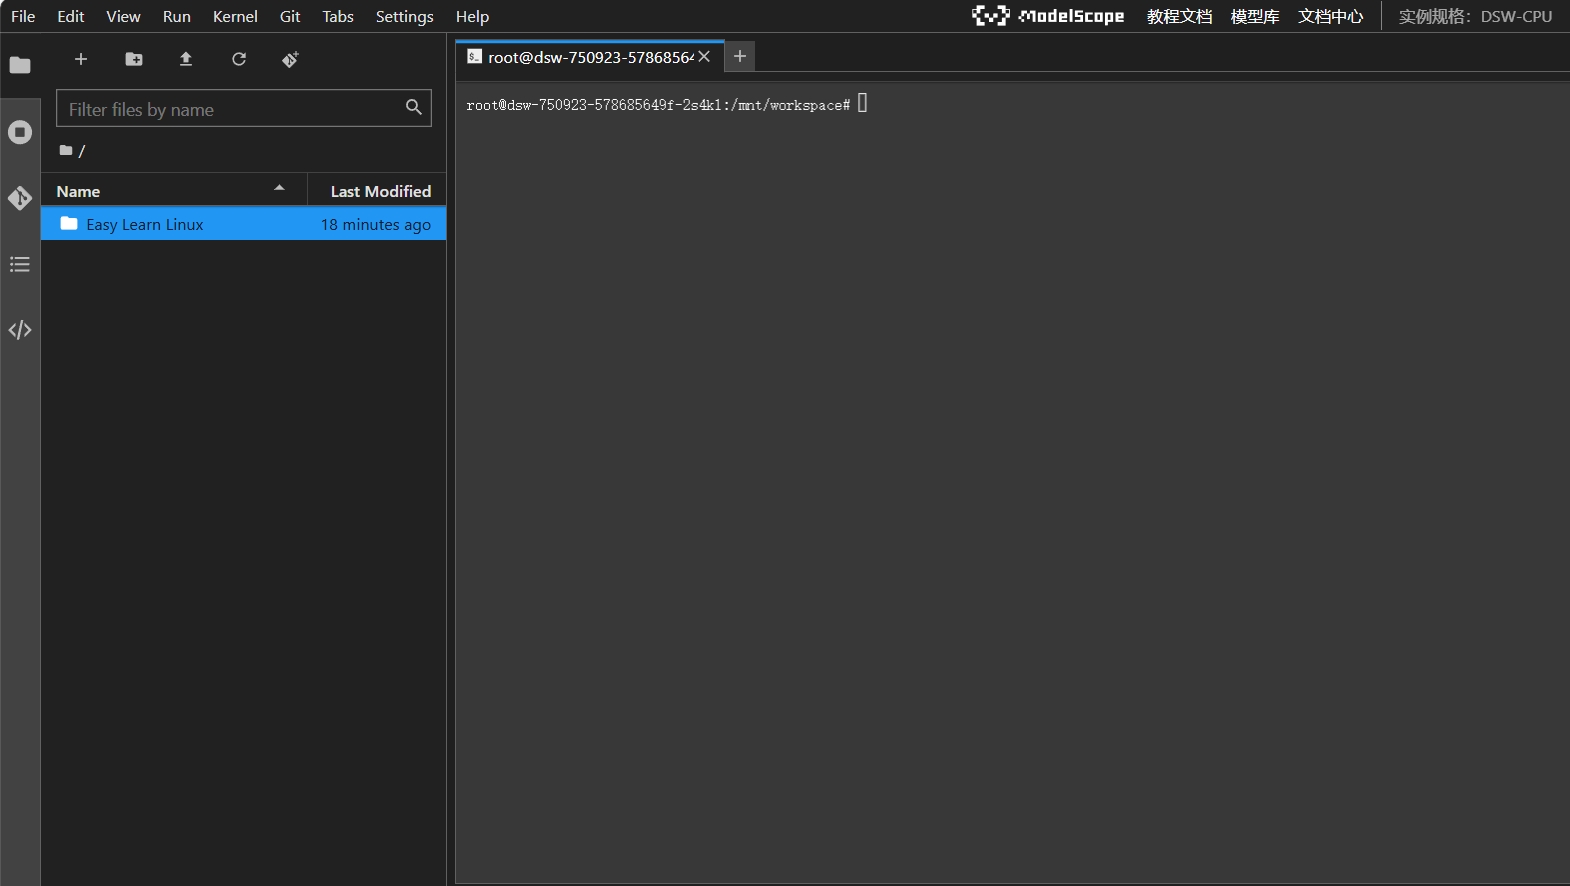 File Edit View Run Kernel Git Tabs Settings Help
ModelScope 教程文档 模型库 文档中心 实例规格：DSW-CPU
root@dsw-750923-5786856
Filter files by name
/
root@dsw-750923-578685649f-2s4kl:/mnt/workspace#
Name Last Modified
Easy Learn Linux 18 minutes ago